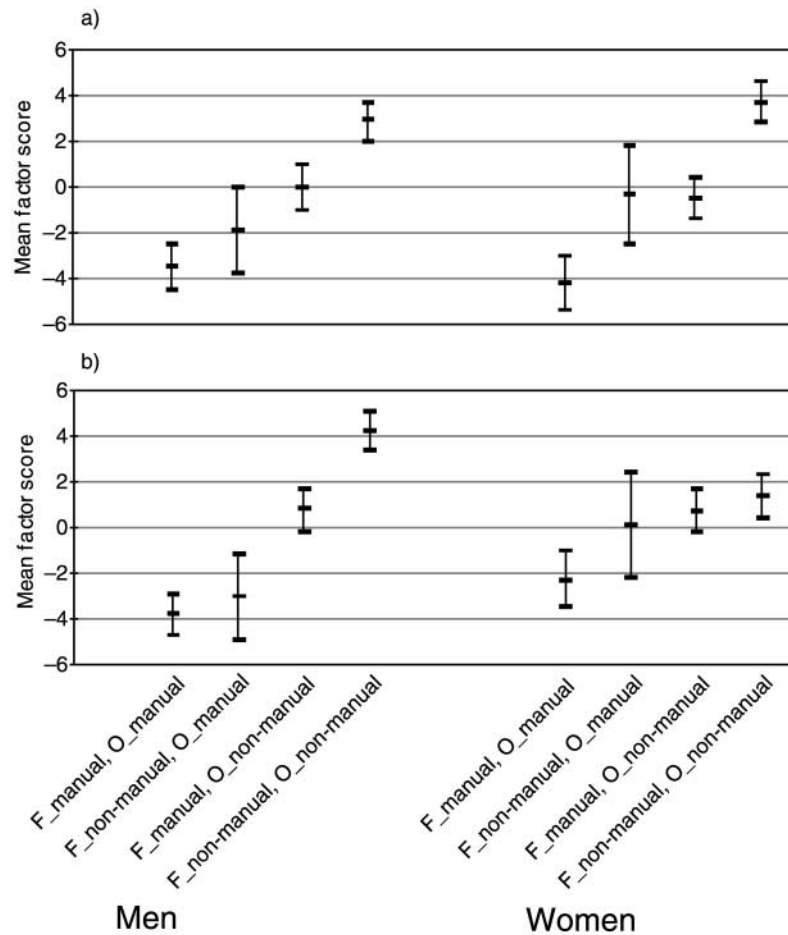 a)
6
4
2
0
–2
–4
–6
Mean factor score
b)
6
4
2
0
–2
–4
–6
Mean factor score
F_manual, O_manual
F_non-manual, O_manual
F_manual, O_non-manual
F_non-manual, O_non-manual
F_manual, O_manual
F_non-manual, O_manual
F_manual, O_non-manual
F_non-manual, O_non-manual
Men
Women